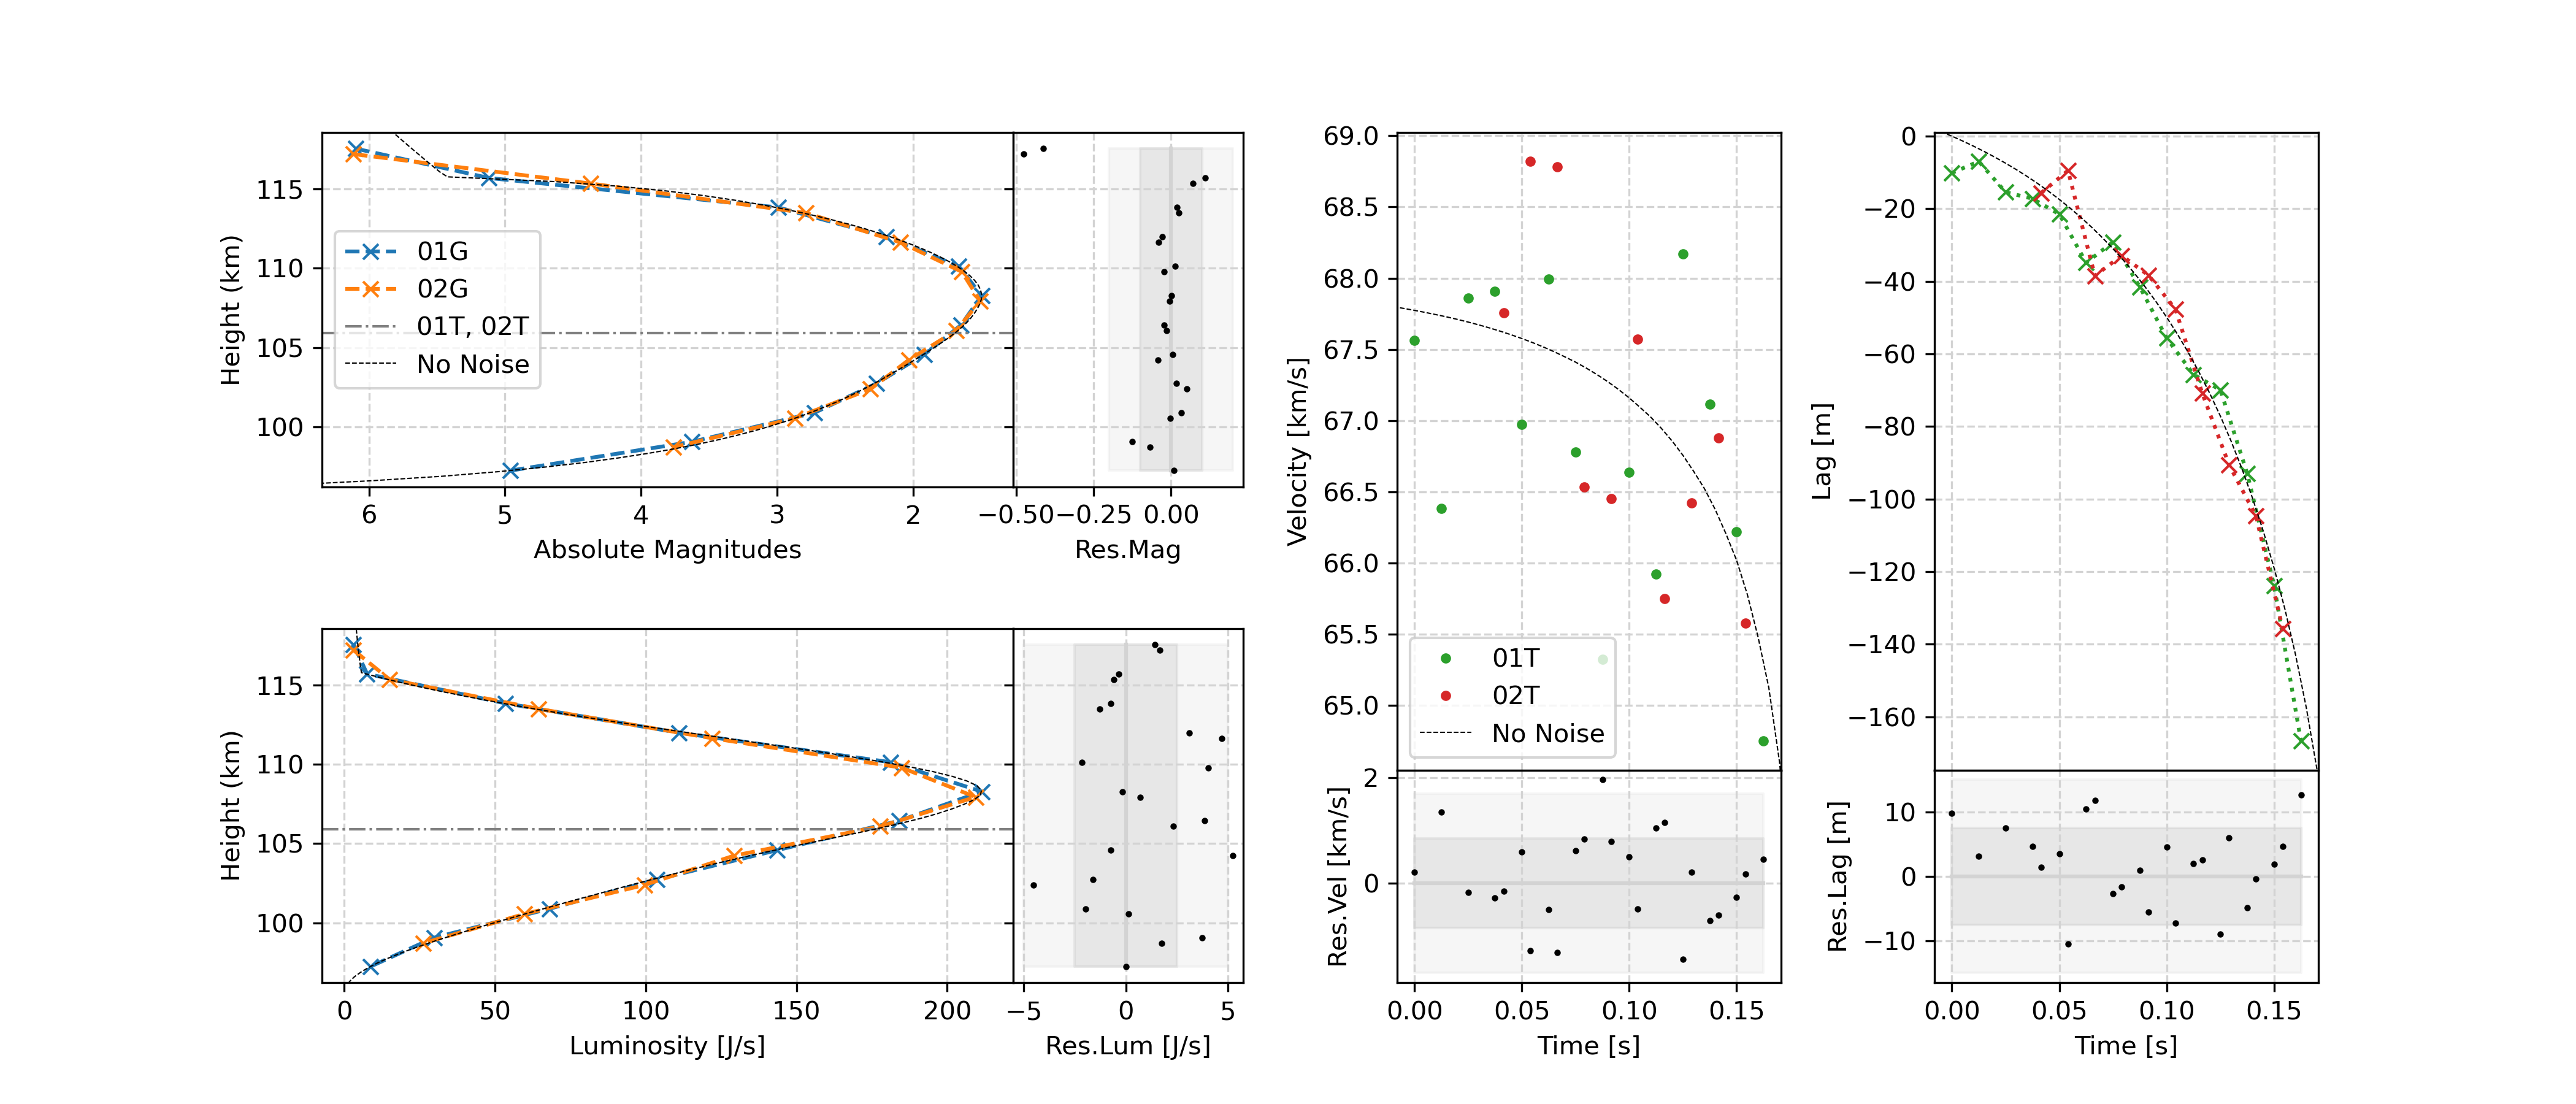 115
110
105
100
Height (km)
01G
02G
01T, 02T
No Noise
6 5 4 3 2
Absolute Magnitudes
−0.50 −0.25 0.00
Res.Mag
115
110
105
100
Height (km)
0 50 100 150 200
Luminosity [J/s]
−5 0 5
Res.Lum [J/s]
69.0
68.5
68.0
67.5
67.0
66.5
66.0
65.5
65.0
Velocity [km/s]
01T
02T
No Noise
2
0
Res.Vel [km/s]
0.00 0.05 0.10 0.15
Time [s]
0
−20
−40
−60
−80
−100
−120
−140
−160
Lag [m]
10
0
−10
Res.Lag [m]
0.00 0.05 0.10 0.15
Time [s]